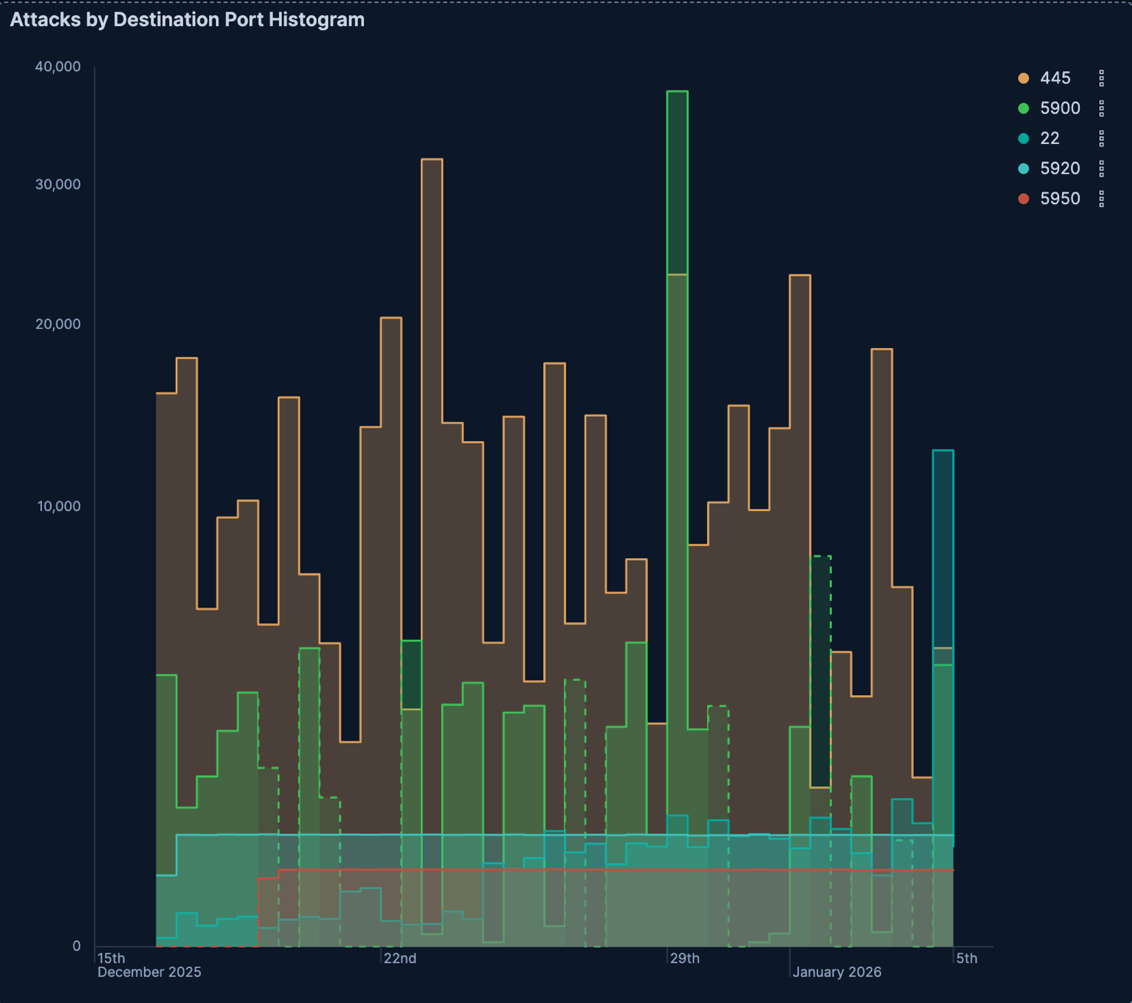 Attacks by Destination Port Histogram
40,000
30,000
20,000
10,000
0
15th
December 2025
22nd
29th
January 2026
5th
445
5900
22
5920
5950